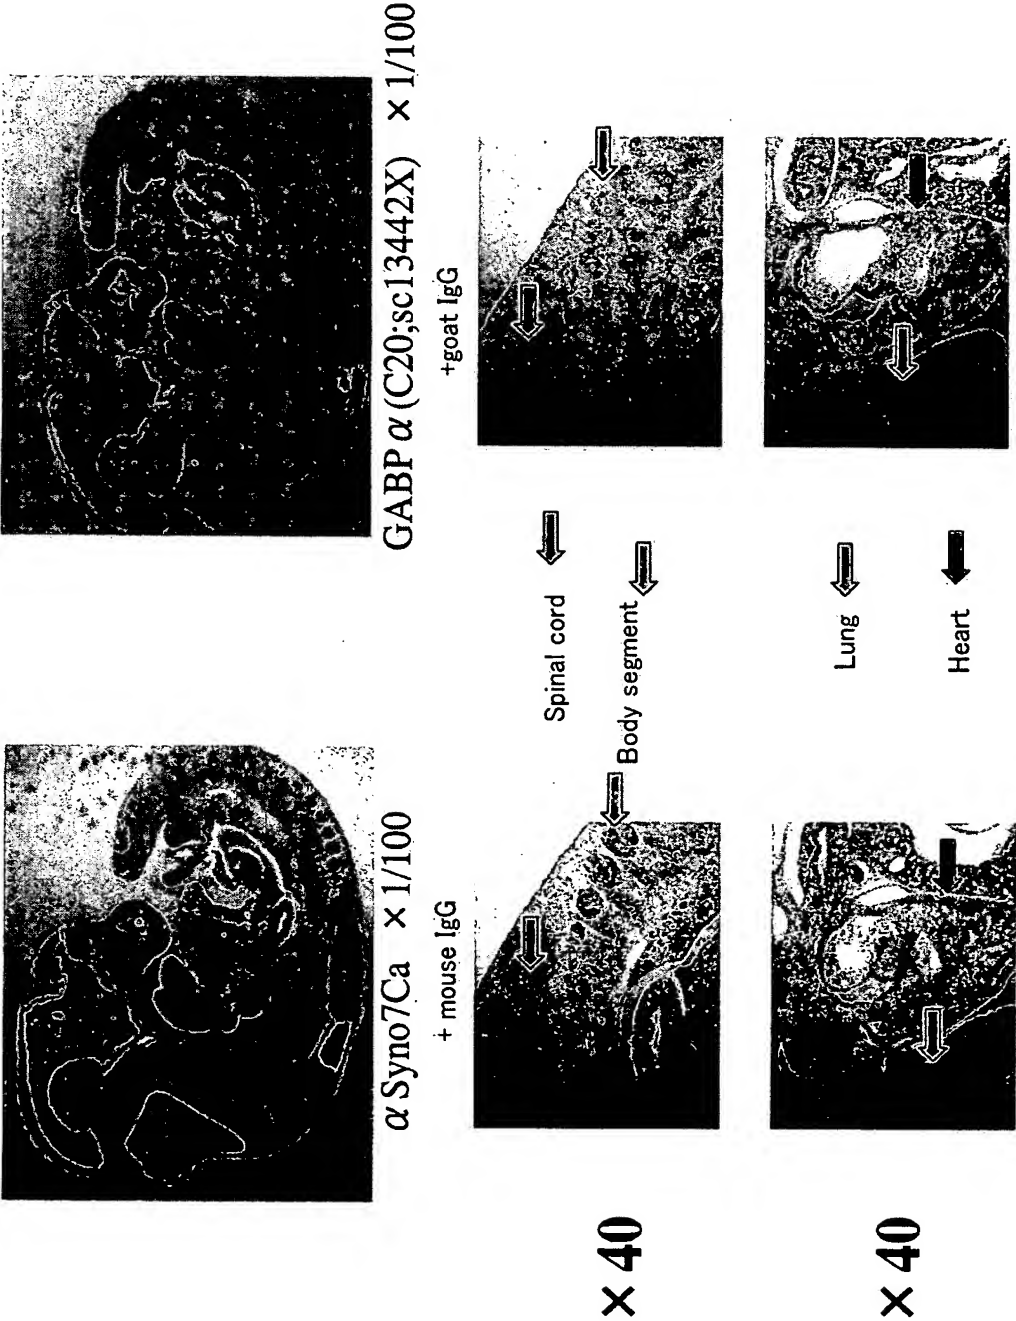 α Syno7Ca × 1/100
+ mouse IgG
GABP α (C20;sc13442X) × 1/100
+goat IgG
× 40
Spinal cord
Body segment
× 40
Lung
Heart